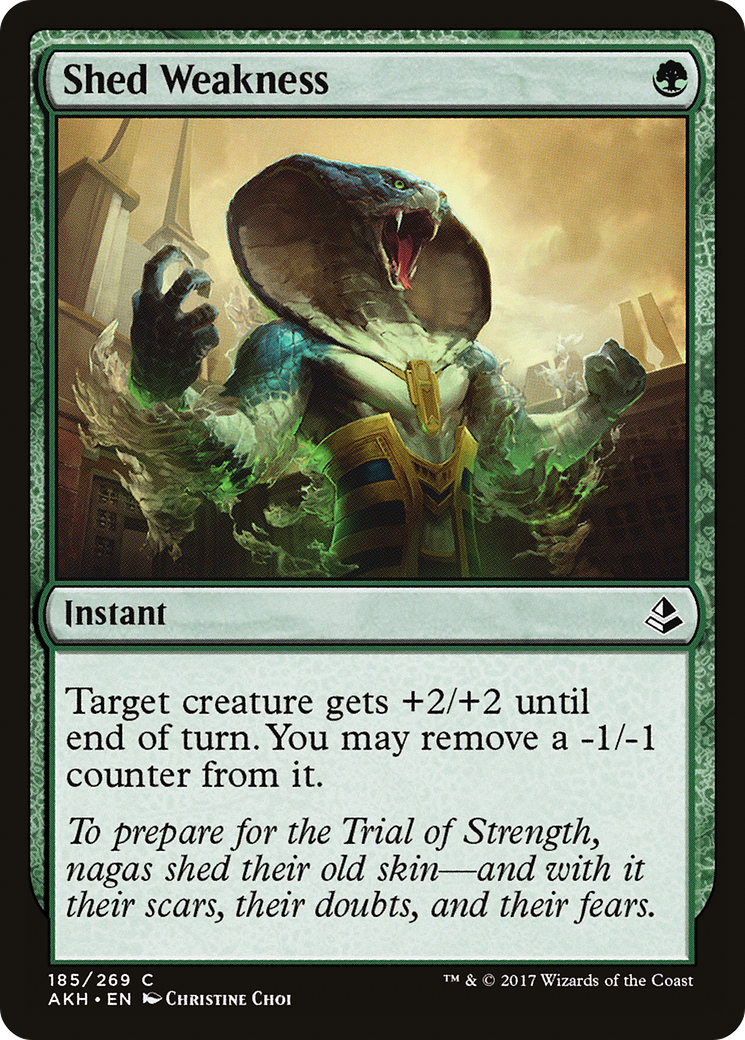 Shed Weakness
Instant
Target creature gets +2/+2 until
end of turn. You may remove a -1/-1
counter from it.
To prepare for the Trial of Strength,
nagas shed their old skin—and with it
their scars, their doubts, and their fears.
185/269 C
™ & © 2017 Wizards of the Coast
AKH • EN Christine Choi